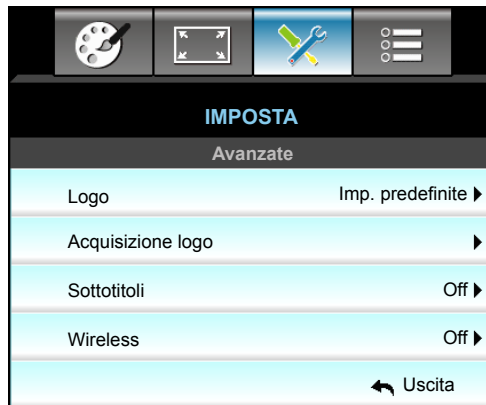 IMPOSTA
Avanzate
Logo Imp. predefinite
Acquisizione logo
Sottotitoli Off
Wireless Off
Uscita